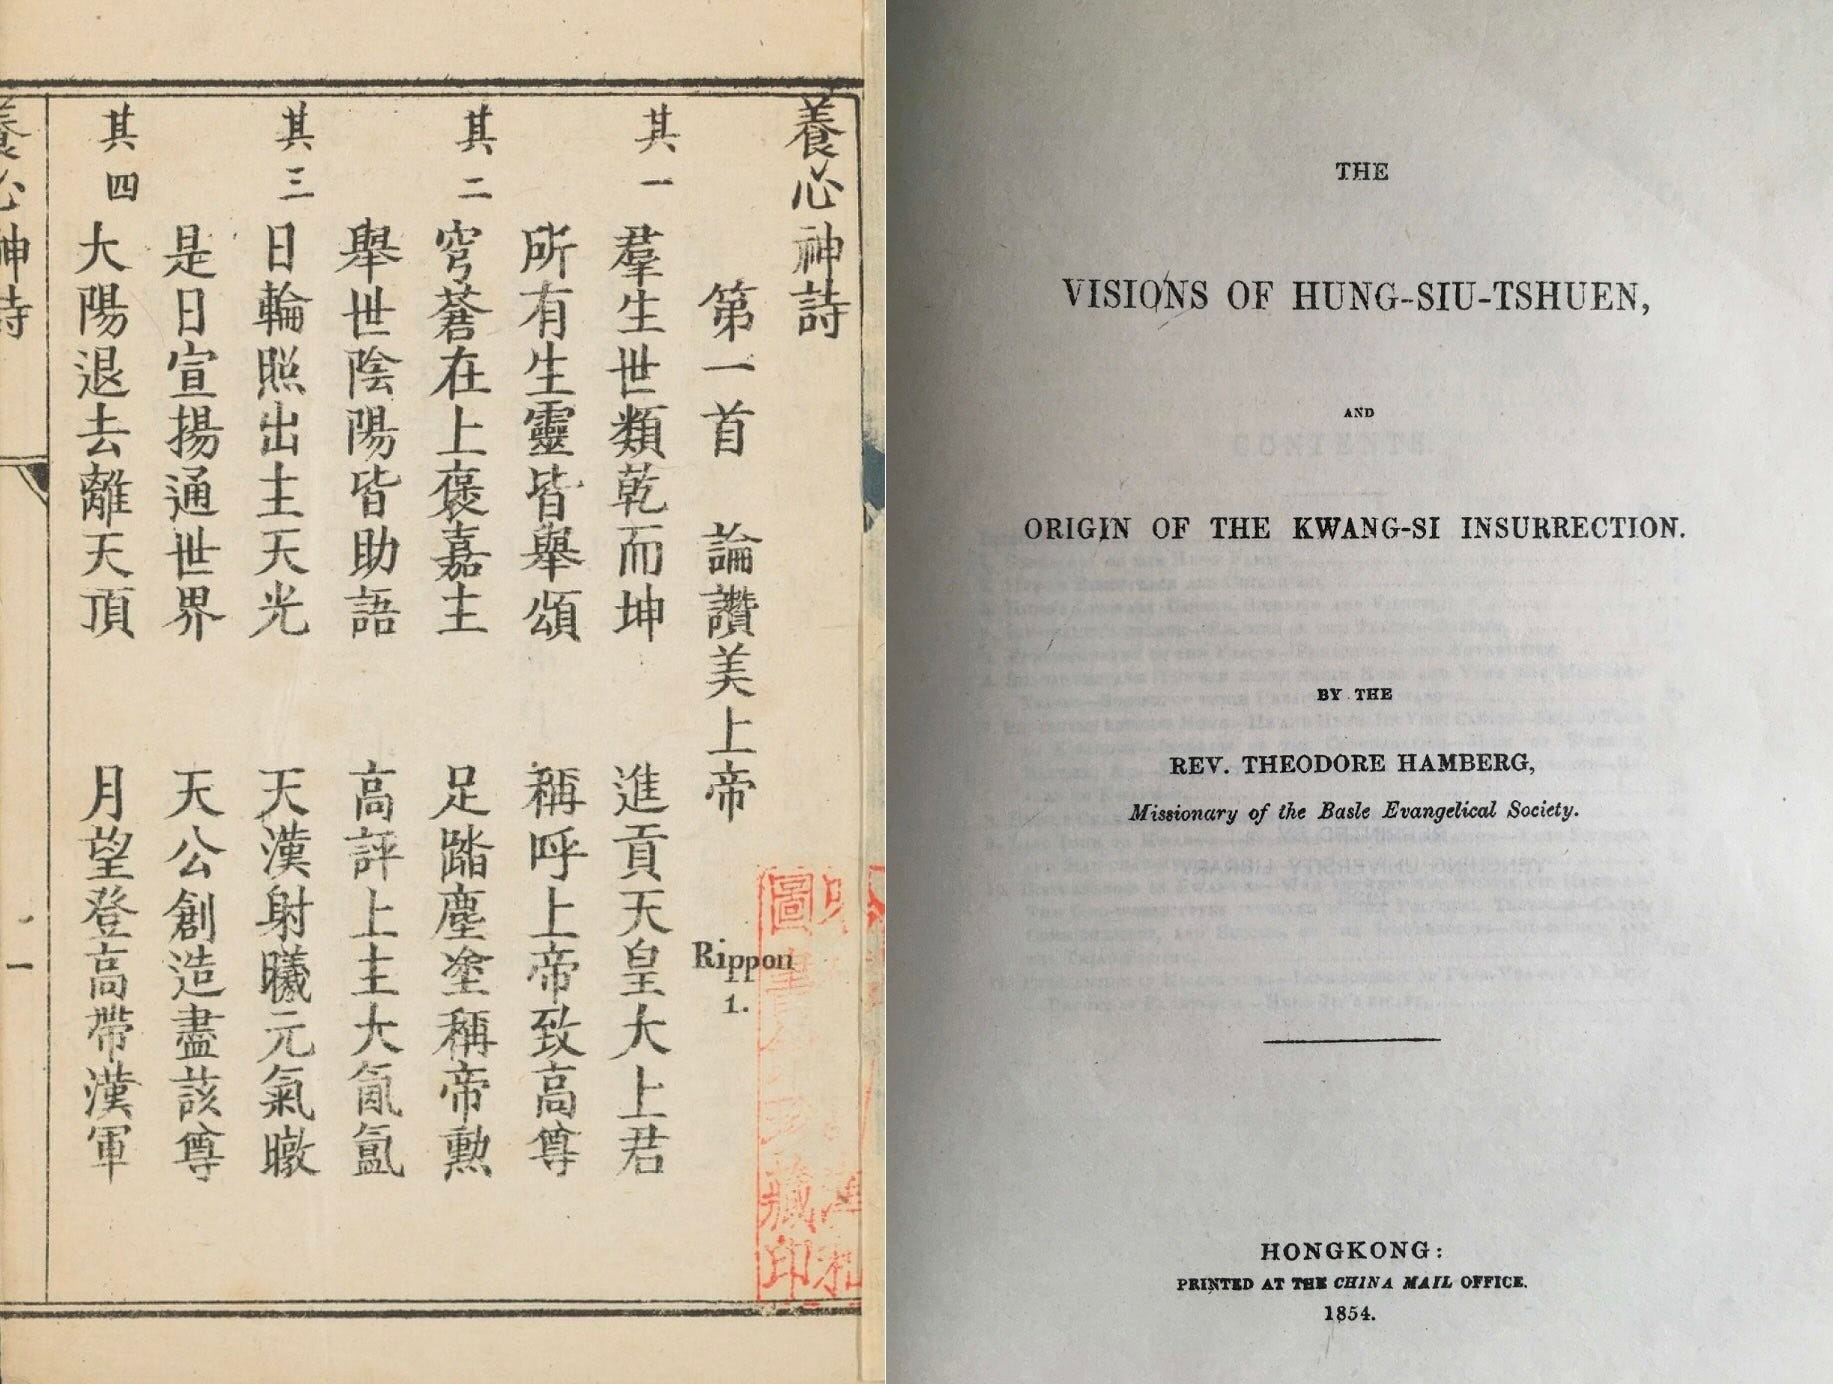 養心神詩
第一首 論讚美上帝
Rippon
1.
其一 羣生世類乾而坤 進貢天皇大上君
所有生靈皆舉頌 稱呼上帝致高尊
其二 穹蒼在上褒嘉主 足踏塵塗稱帝勲
舉世陰陽皆助語 高評上主大氤氳
其三 日輪照出主天光 天漢射曦元氣暾
是日宣揚通世界 天公創造盡該尊
其四 大陽退去離天頂 月望登高帶漢軍
養心神詩
一
THE
VISIONS OF HUNG-SIU-TSHUEN,
AND
ORIGIN OF THE KWANG-SI INSURRECTION.
BY THE
REV. THEODORE HAMBERG,
Missionary of the Basle Evangelical Society.
HONGKONG:
PRINTED AT THE CHINA MAIL OFFICE.
1854.